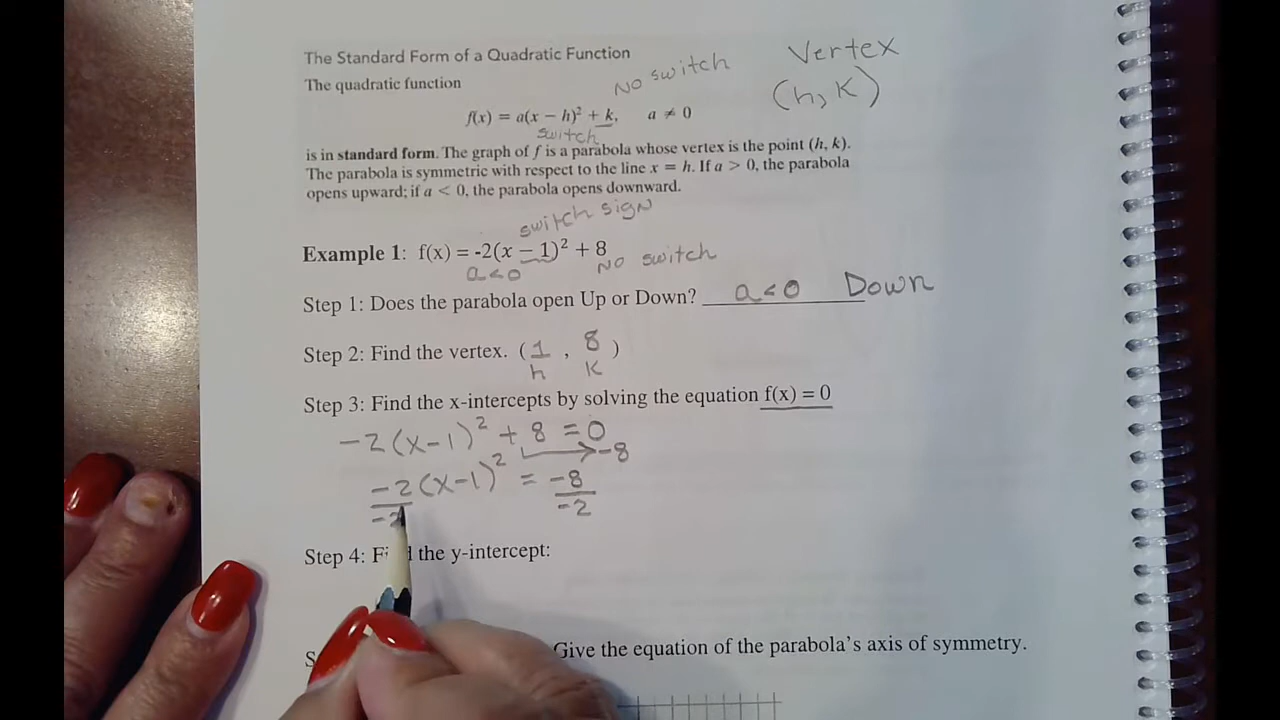 The Standard Form of a Quadratic Function
Vertex
The quadratic function
No switch
(h, k)
f(x) = a(x − h)² + k, a ≠ 0
switch
is in standard form. The graph of f is a parabola whose vertex is the point (h, k).
The parabola is symmetric with respect to the line x = h. If a > 0, the parabola
opens upward; if a < 0, the parabola opens downward.
switch sign
Example 1: f(x) = -2(x − 1)² + 8
a<0
No switch
Step 1: Does the parabola open Up or Down? a<0 Down
Step 2: Find the vertex. (1, 8)
h k
Step 3: Find the x-intercepts by solving the equation f(x) = 0
-2(x-1)² + 8 = 0
-8
-2(x-1)² = -8
-2 -2
Step 4: Find the y-intercept:
Give the equation of the parabola's axis of symmetry.